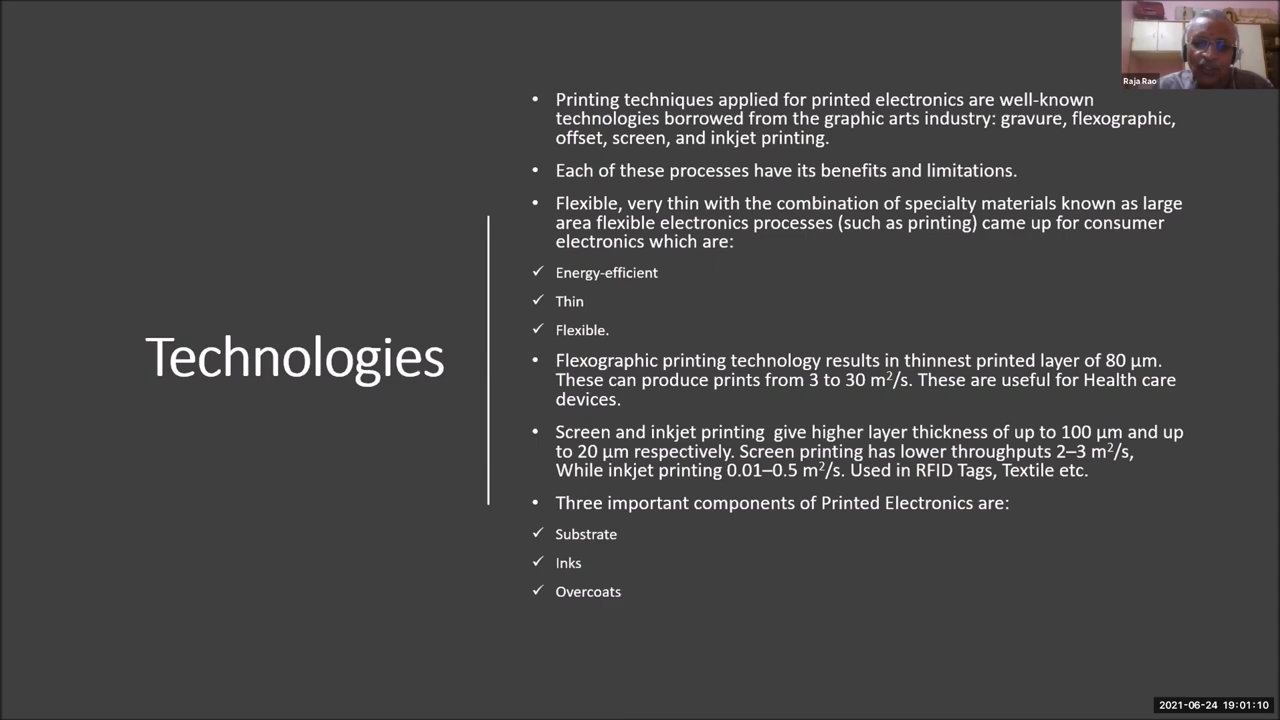 Raja Rao
Technologies
• Printing techniques applied for printed electronics are well-known
technologies borrowed from the graphic arts industry: gravure, flexographic,
offset, screen, and inkjet printing.
• Each of these processes have its benefits and limitations.
• Flexible, very thin with the combination of specialty materials known as large
area flexible electronics processes (such as printing) came up for consumer
electronics which are:
✓ Energy-efficient
✓ Thin
✓ Flexible.
• Flexographic printing technology results in thinnest printed layer of 80 µm.
These can produce prints from 3 to 30 m²/s. These are useful for Health care
devices.
• Screen and inkjet printing  give higher layer thickness of up to 100 µm and up
to 20 µm respectively. Screen printing has lower throughputs 2–3 m²/s,
While inkjet printing 0.01–0.5 m²/s. Used in RFID Tags, Textile etc.
• Three important components of Printed Electronics are:
✓ Substrate
✓ Inks
✓ Overcoats
2021-06-24 19:01:10